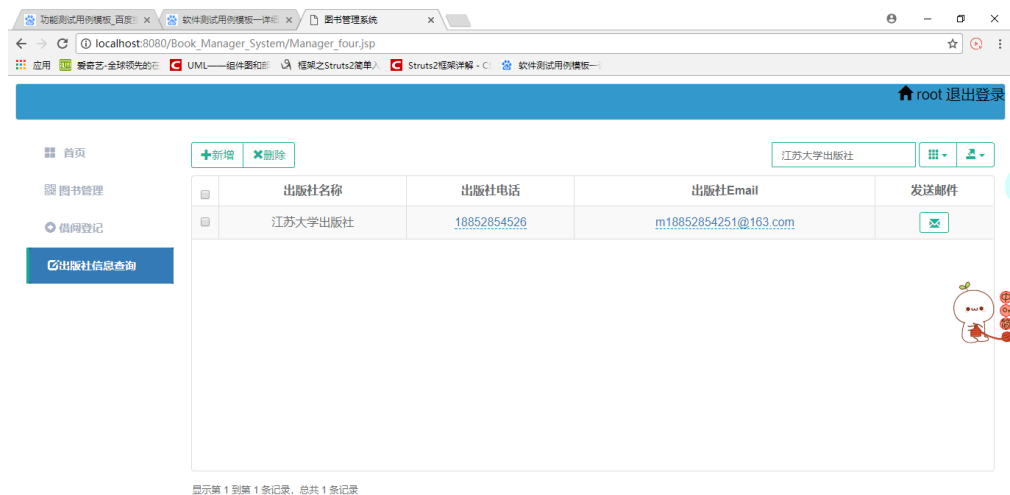 功能测试用例模板_百度
软件测试用例模板—详细
图书管理系统
localhost:8080/Book_Manager_System/Manager_four.jsp
应用
爱奇艺-全球领先的在
UML——组件图和部
框架之Struts2简单入
Struts2框架详解 - C
软件测试用例模板—
root 退出登录
首页
图书管理
借阅登记
出版社信息查询
新增
删除
江苏大学出版社
出版社名称 出版社电话 出版社Email 发送邮件
江苏大学出版社 18852854526 m18852854251@163.com
显示第 1 到第 1 条记录，总共 1 条记录